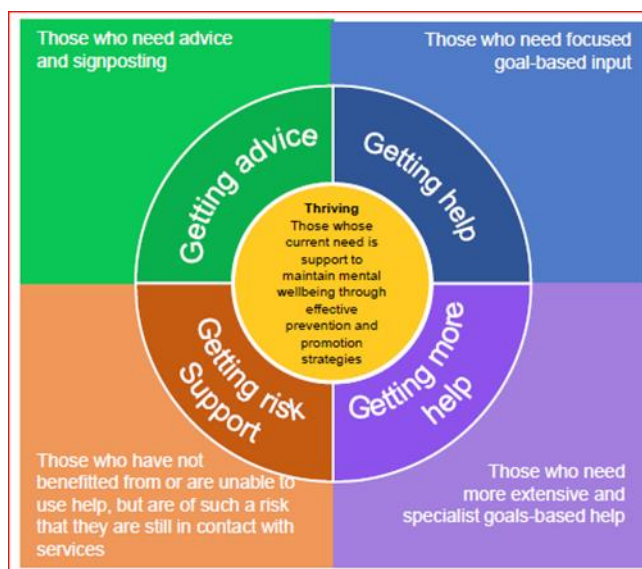 Those who need advice
and signposting
Those who need focused
goal-based input
Getting advice
Getting help
Thriving
Those whose
current need is
support to
maintain mental
wellbeing through
effective
prevention and
promotion
strategies
Getting risk
Support
Getting more
help
Those who have not
benefitted from or are unable to
use help, but are of such a risk
that they are still in contact with
services
Those who need
more extensive and
specialist goals-based help